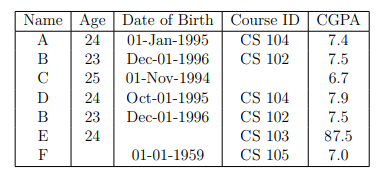 Name Age Date of Birth Course ID CGPA
A 24 01-Jan-1995 CS 104 7.4
B 23 Dec-01-1996 CS 102 7.5
C 25 01-Nov-1994 6.7
D 24 Oct-01-1995 CS 104 7.9
B 23 Dec-01-1996 CS 102 7.5
E 24 CS 103 87.5
F 01-01-1959 CS 105 7.0